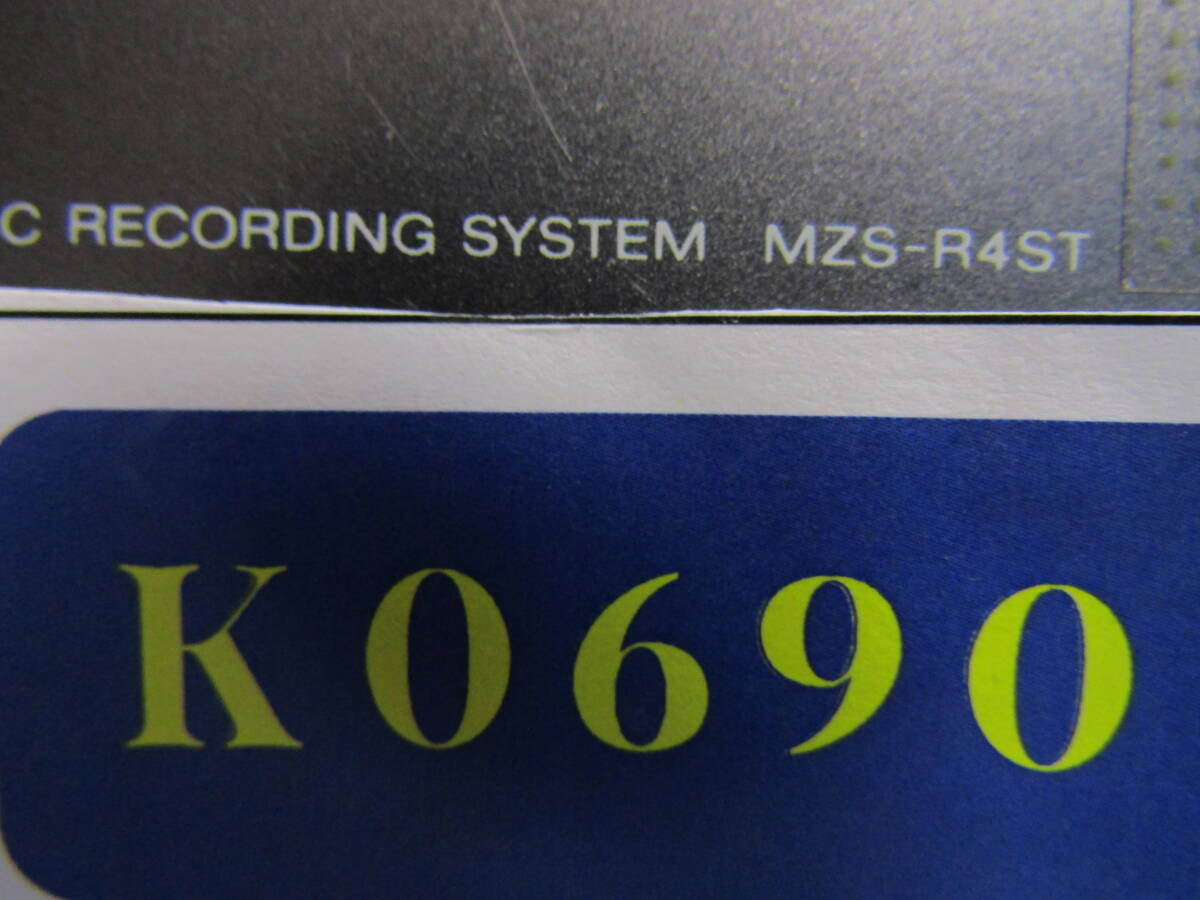 C RECORDING SYSTEM MZS-R4ST
K0690